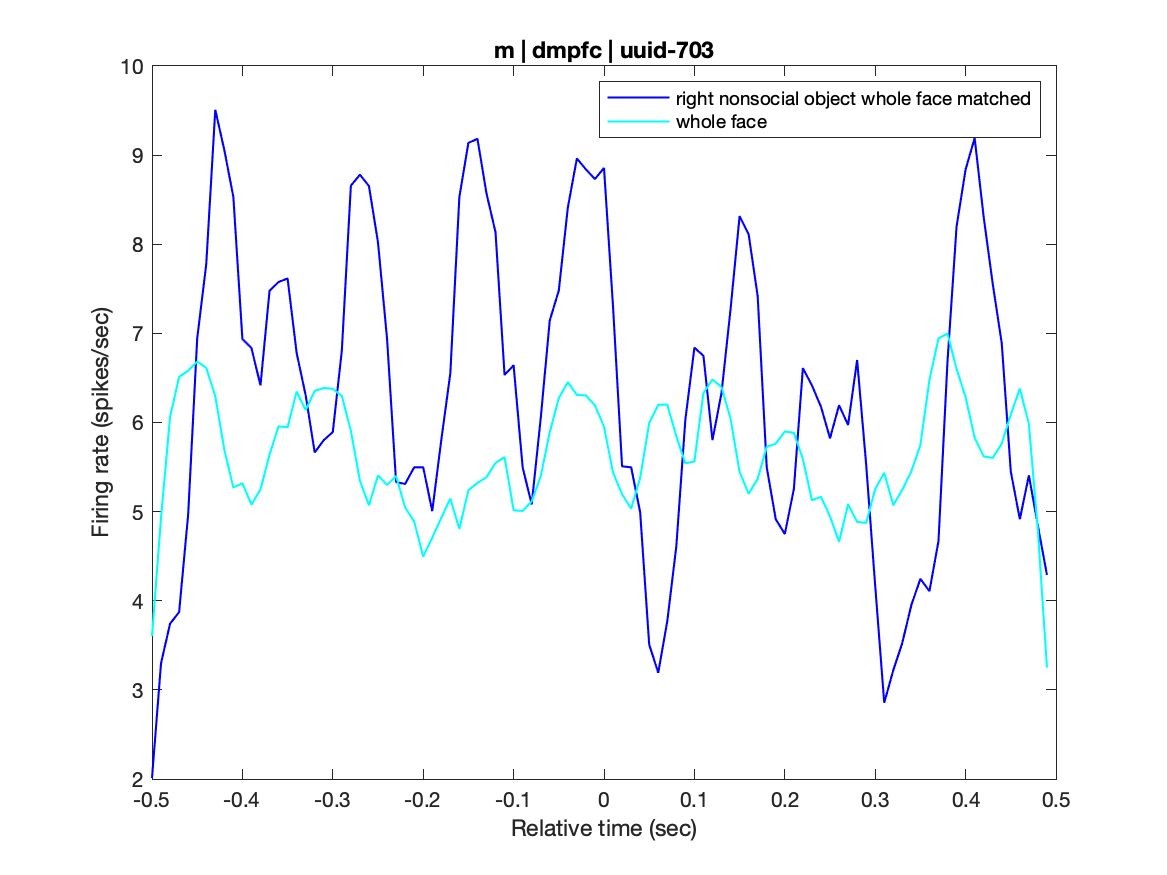 m | dmpfc | uuid-703
right nonsocial object whole face matched
whole face
Firing rate (spikes/sec)
10
9
8
7
6
5
4
3
2
-0.5 -0.4 -0.3 -0.2 -0.1 0 0.1 0.2 0.3 0.4 0.5
Relative time (sec)